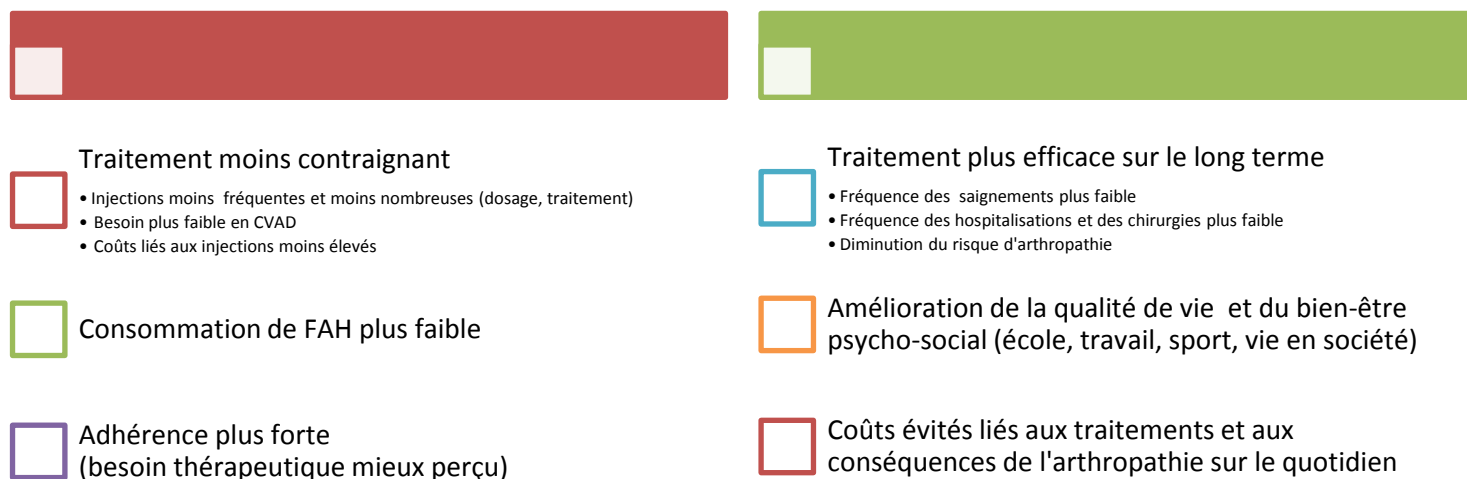 Traitement moins contraignant
• Injections moins fréquentes et moins nombreuses (dosage, traitement)
• Besoin plus faible en CVAD
• Coûts liés aux injections moins élevés
Consommation de FAH plus faible
Adhérence plus forte
(besoin thérapeutique mieux perçu)
Traitement plus efficace sur le long terme
• Fréquence des saignements plus faible
• Fréquence des hospitalisations et des chirurgies plus faible
• Diminution du risque d'arthropathie
Amélioration de la qualité de vie et du bien-être
psycho-social (école, travail, sport, vie en société)
Coûts évités liés aux traitements et aux
conséquences de l'arthropathie sur le quotidien